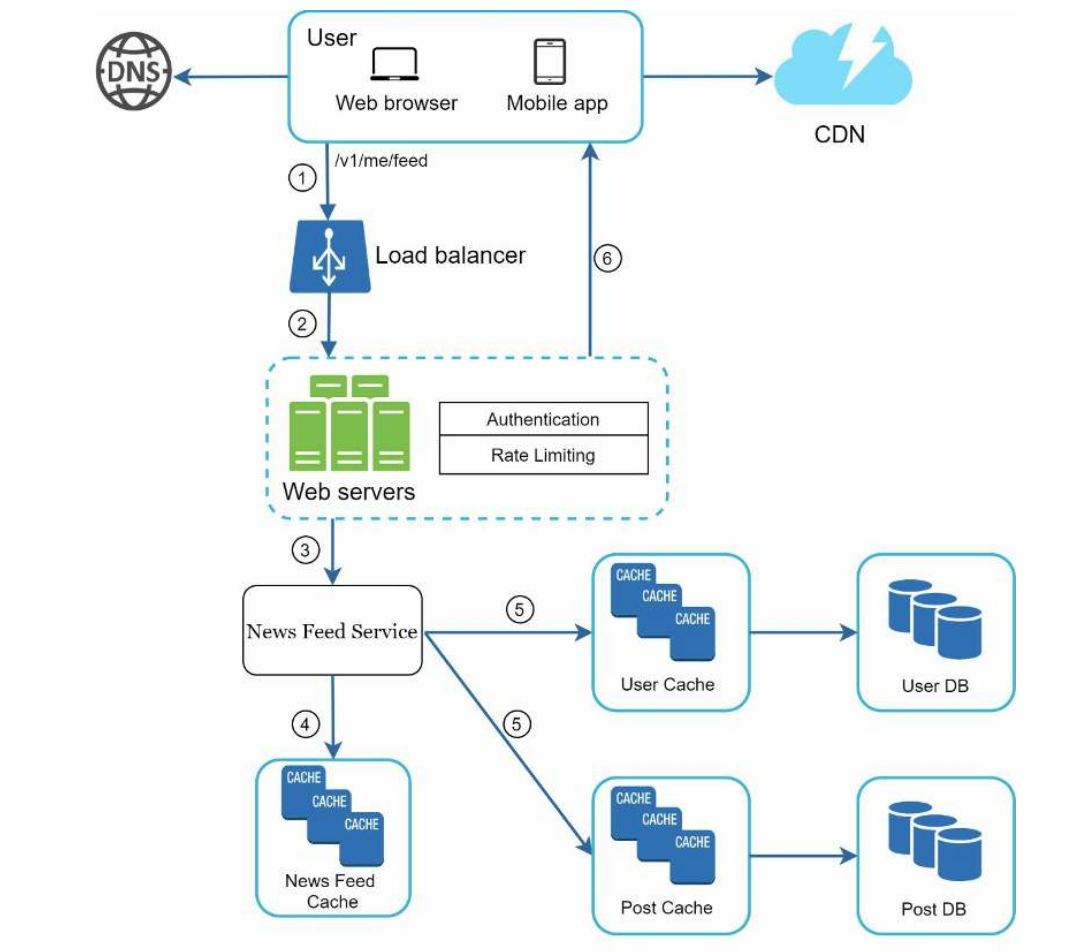 User
DNS
Web browser
Mobile app
CDN
/v1/me/feed
1
Load balancer
6
2
Authentication
Rate Limiting
Web servers
3
News Feed Service
5
CACHE
CACHE
CACHE
User Cache
User DB
4
5
CACHE
CACHE
CACHE
News Feed
Cache
CACHE
CACHE
CACHE
Post Cache
Post DB